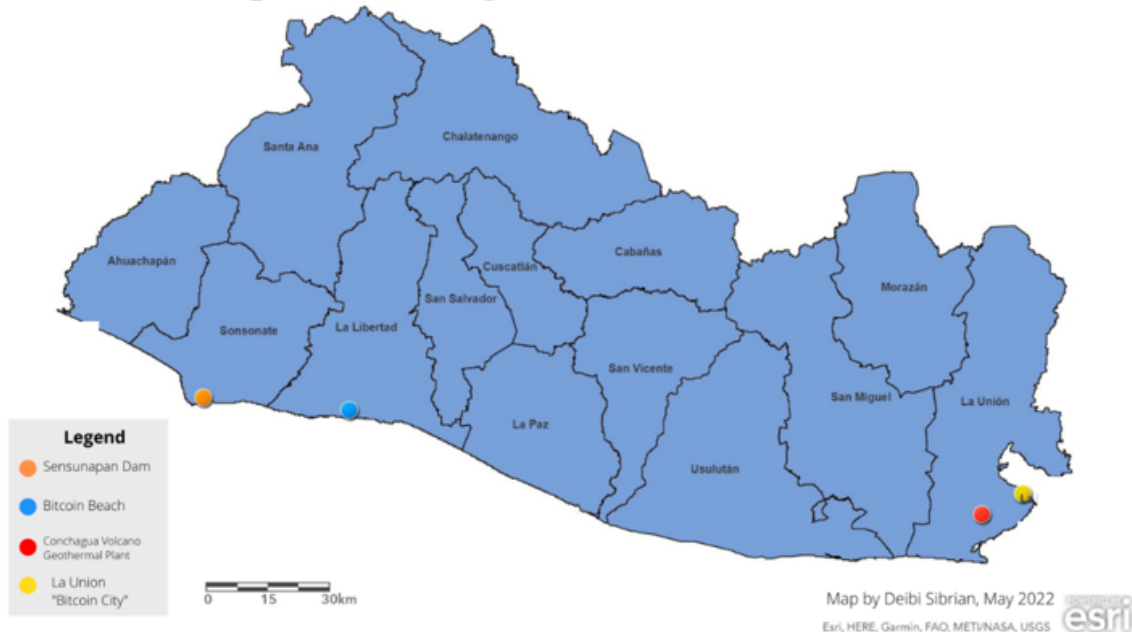 Chalatenango
Santa Ana
Cabañas
Ahuachapán
Cuscatlán
Morazán
San Salvador
La Libertad
Sonsonate
San Vicente
San Miguel
La Unión
La Paz
Usulután
Legend
Sensunapan Dam
Bitcoin Beach
Conchagua Volcano
Geothermal Plant
La Union
"Bitcoin City"
0 15 30km
Map by Deibi Sibrian, May 2022
Esri, HERE, Garmin, FAO, METI/NASA, USGS
POWERED BY
esri